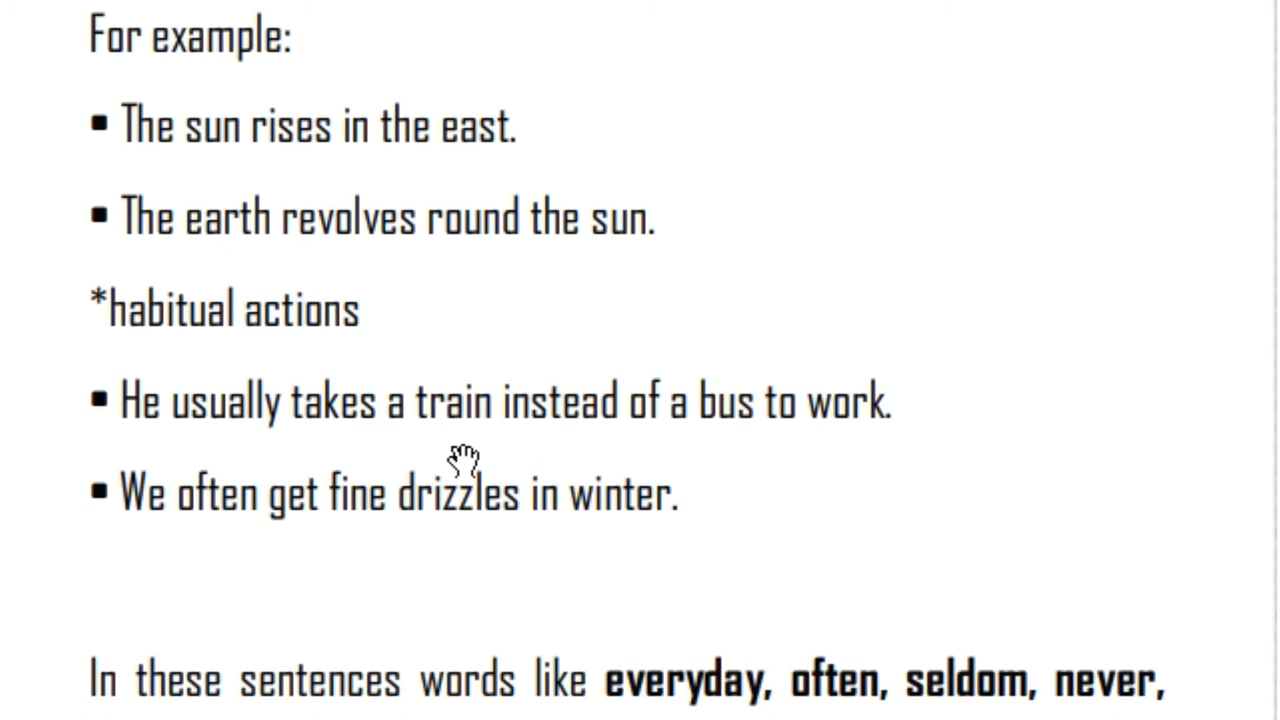 For example:
▪ The sun rises in the east.
▪ The earth revolves round the sun.
*habitual actions
▪ He usually takes a train instead of a bus to work.
▪ We often get fine drizzles in winter.
In these sentences words like everyday, often, seldom, never,